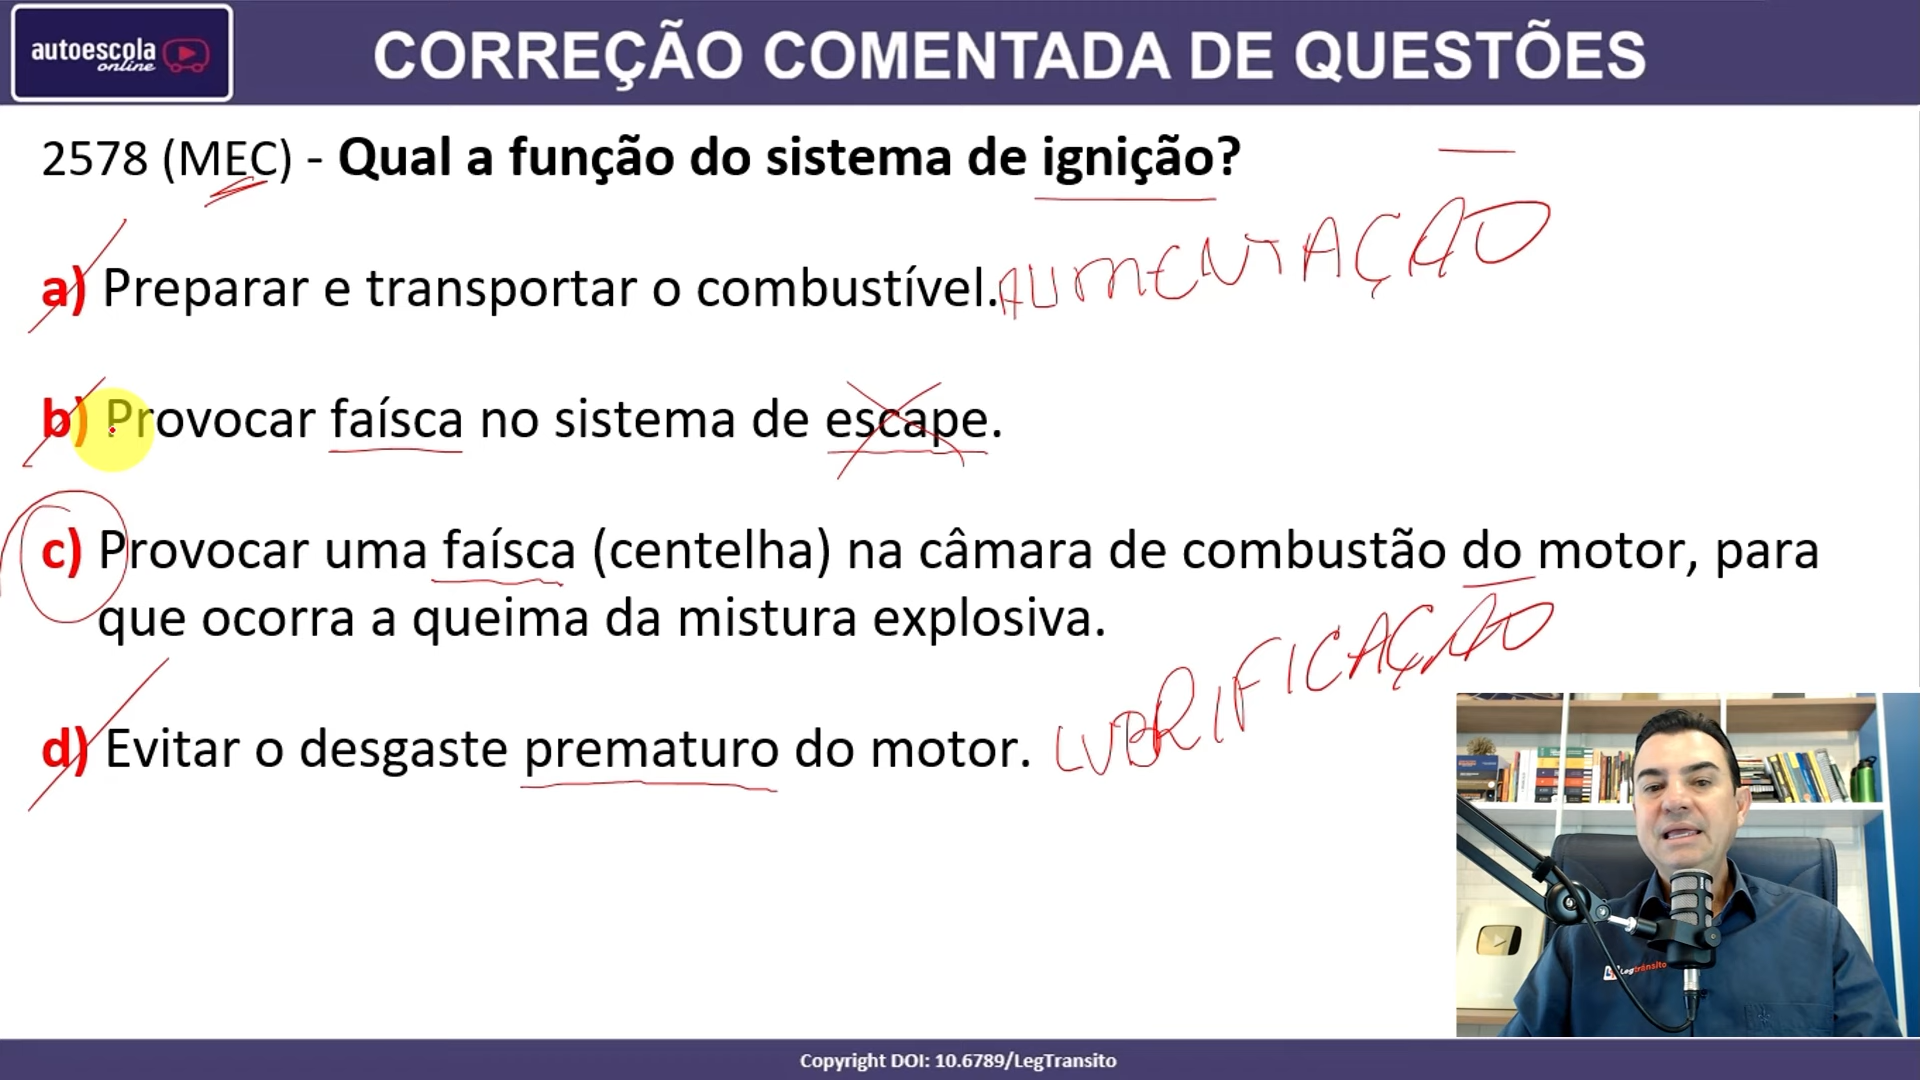 autoescola
online
CORREÇÃO COMENTADA DE QUESTÕES
2578 (MEC) - Qual a função do sistema de ignição?
a) Preparar e transportar o combustível. AUMENTAÇÃO
b) Provocar faísca no sistema de escape.
c) Provocar uma faísca (centelha) na câmara de combustão do motor, para
que ocorra a queima da mistura explosiva.
d) Evitar o desgaste prematuro do motor. LUBRIFICAÇÃO
Legtrânsito
Copyright DOI: 10.6789/LegTransito